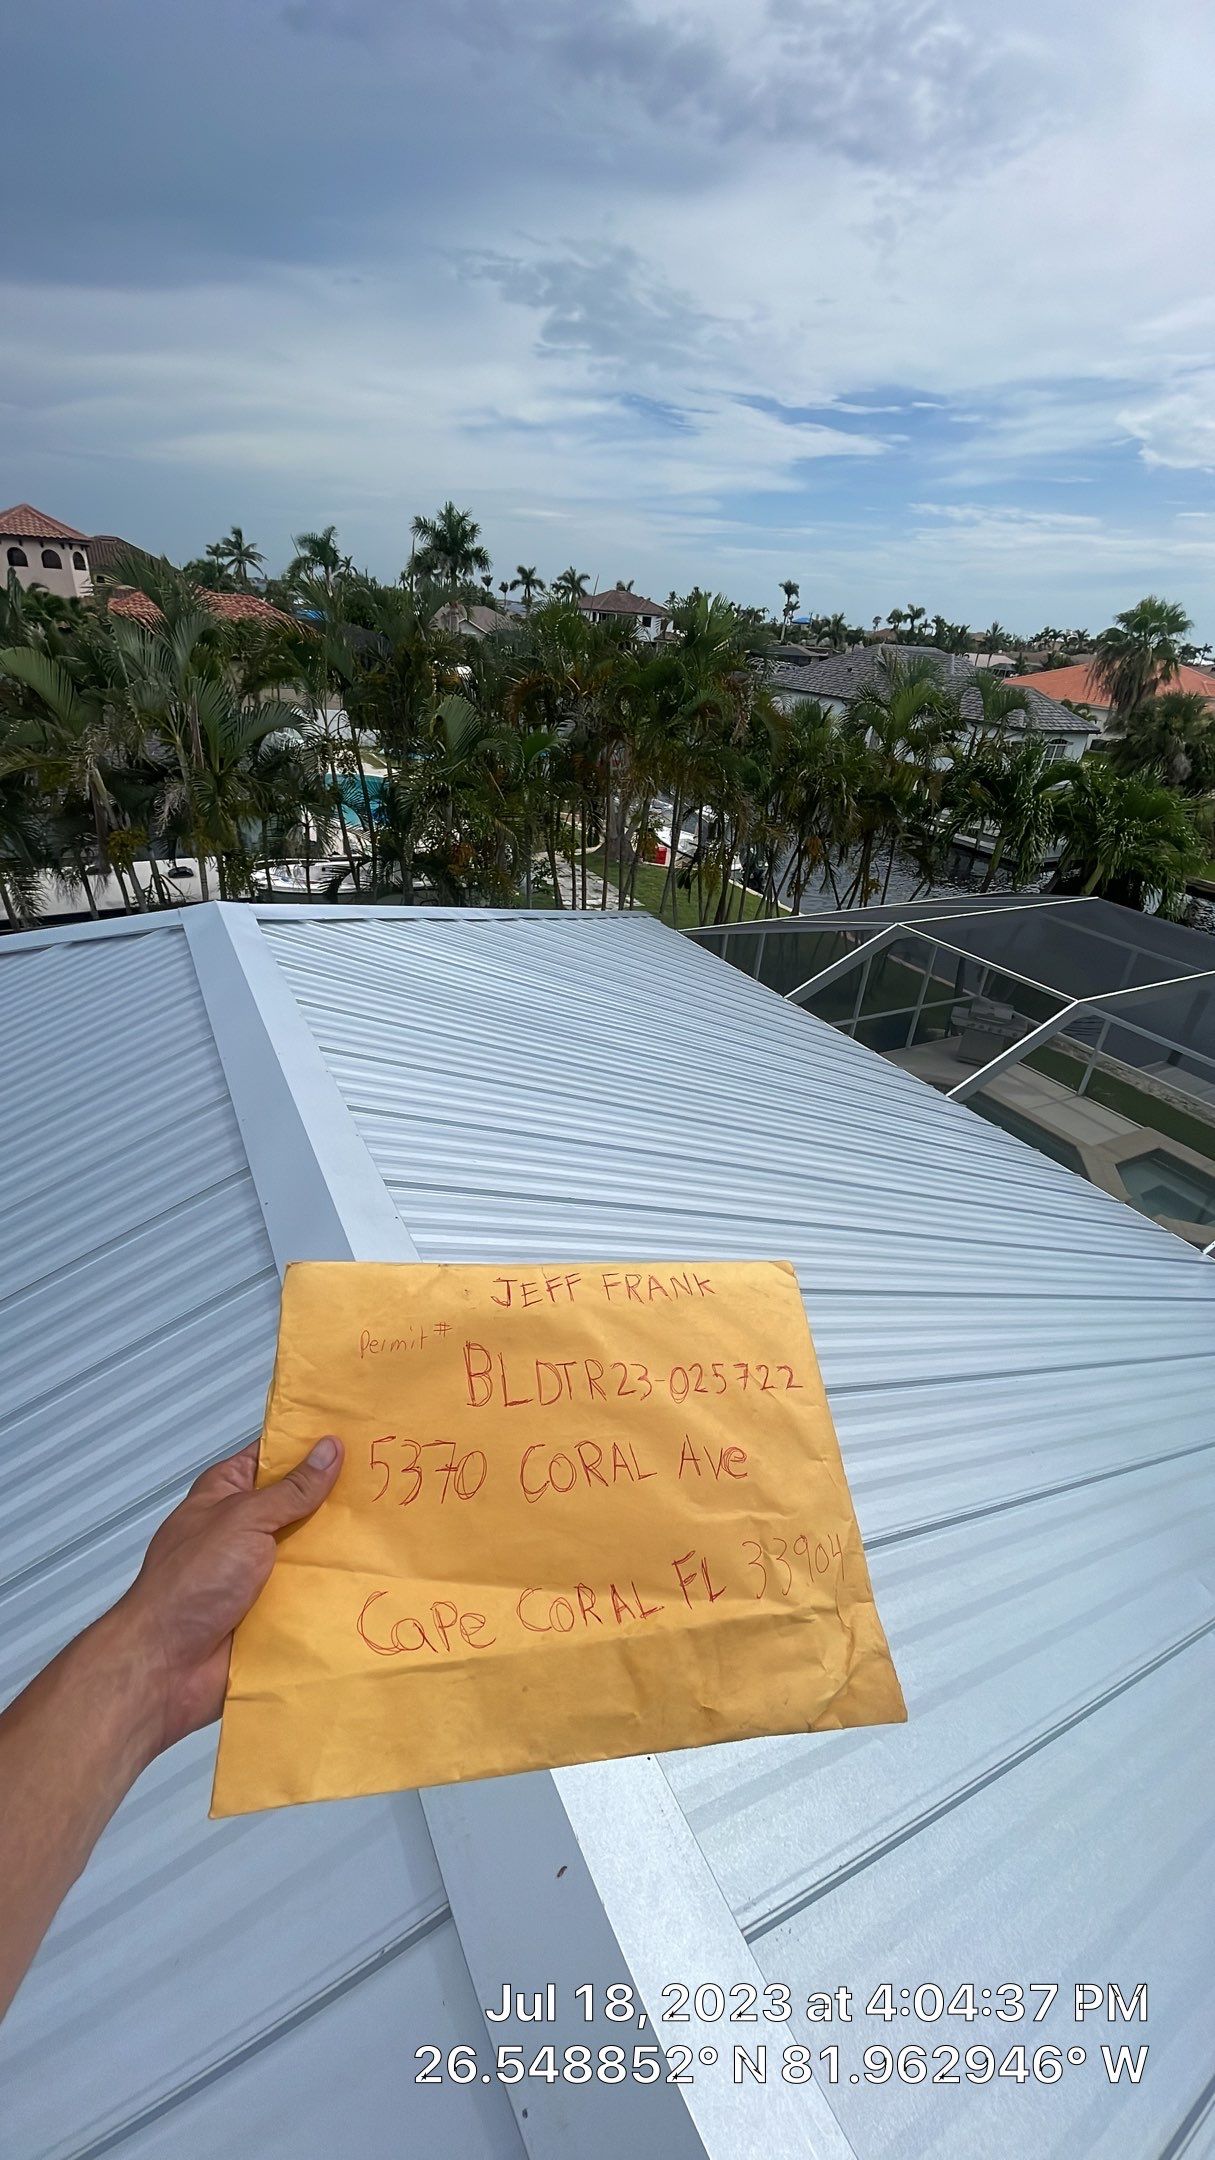 JEFF FRANK
Permit #
BLDTR23-025722
5370 CORAL Ave
CaPe CORAL FL 33904
Jul 18, 2023 at 4:04:37 PM
26.548852° N 81.962946° W